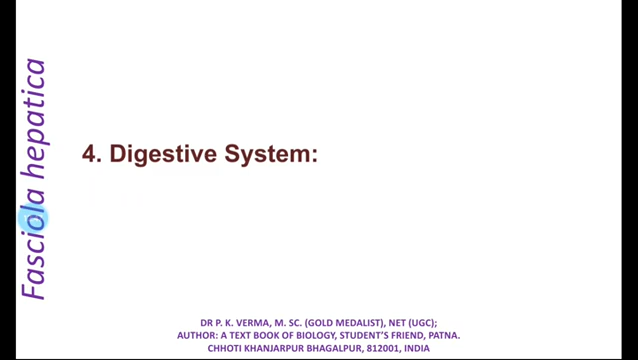 Fasciola hepatica
4. Digestive System:
DR P. K. VERMA, M. SC. (GOLD MEDALIST), NET (UGC);
AUTHOR: A TEXT BOOK OF BIOLOGY, STUDENT'S FRIEND, PATNA.
CHHOTI KHANJARPUR BHAGALPUR, 812001, INDIA